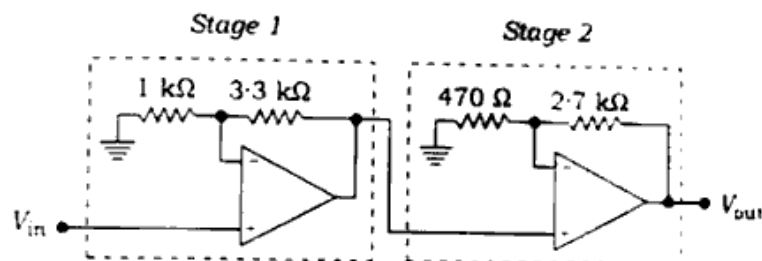 Stage 1
Stage 2
1 kΩ
3·3 kΩ
470 Ω
2·7 kΩ
−
+
−
+
Vin
Vout